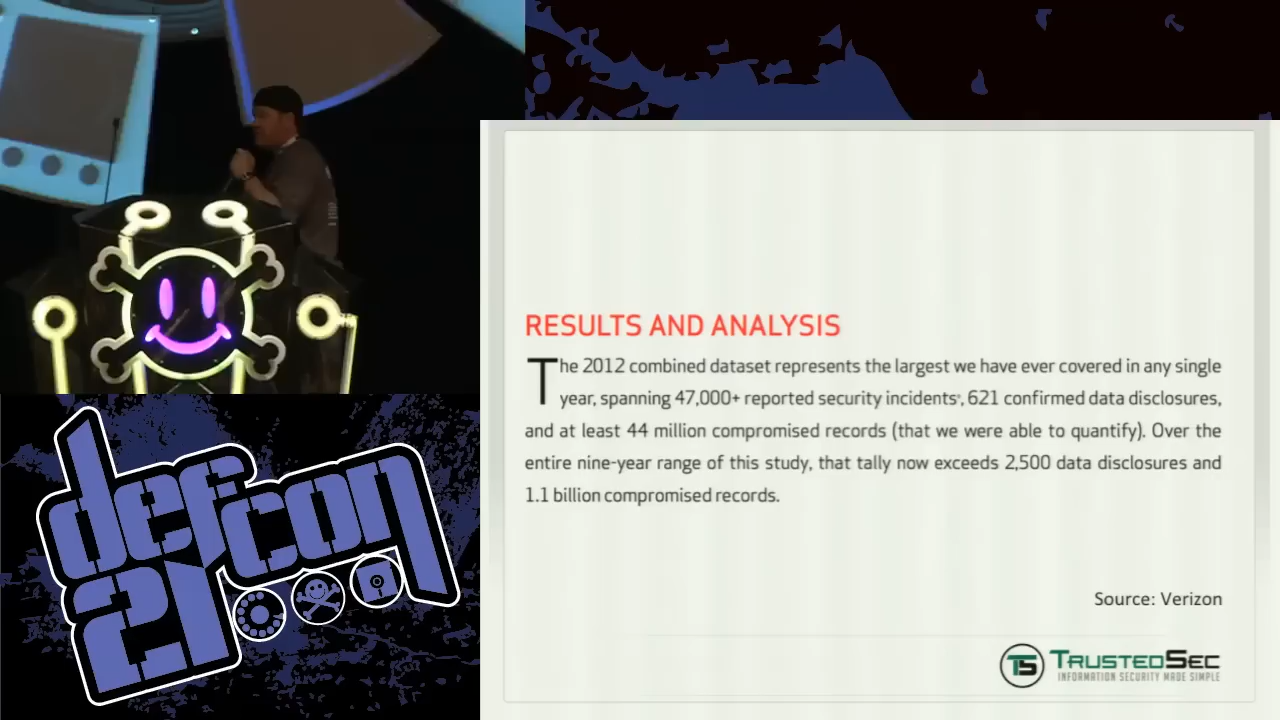 RESULTS AND ANALYSIS
The 2012 combined dataset represents the largest we have ever covered in any single
year, spanning 47,000+ reported security incidents, 621 confirmed data disclosures,
and at least 44 million compromised records (that we were able to quantify). Over the
entire nine-year range of this study, that tally now exceeds 2,500 data disclosures and
1.1 billion compromised records.
Source: Verizon
TS TRUSTEDSEC
INFORMATION SECURITY MADE SIMPLE
defcon
21